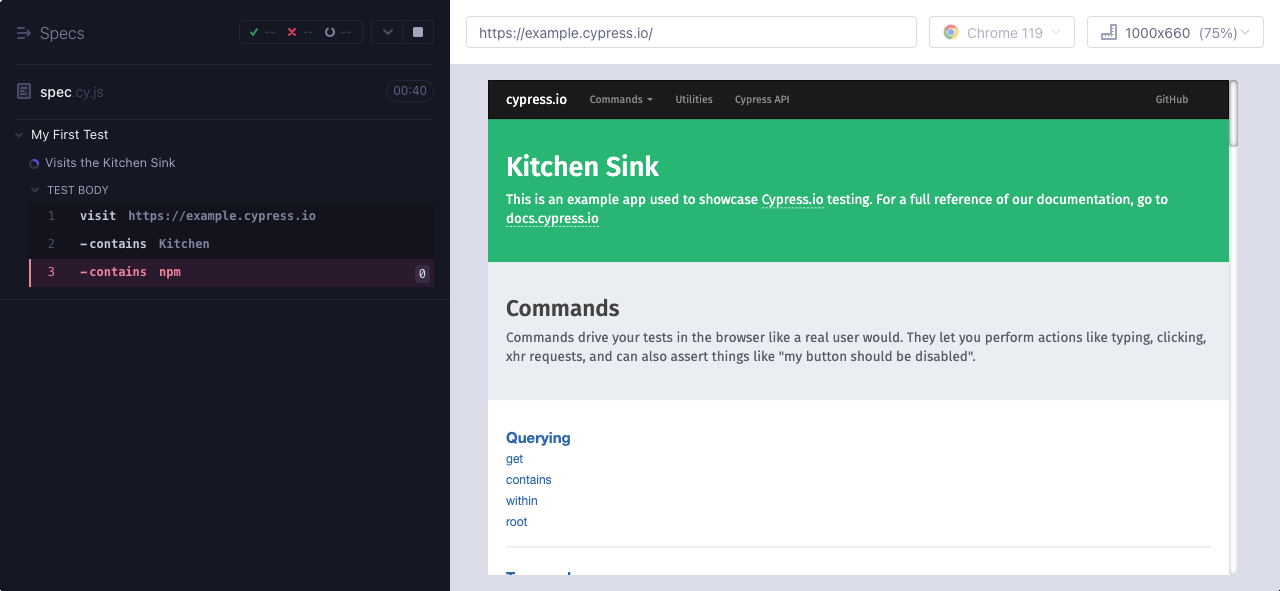 Specs
--
--
--
spec.cy.js
00:40
My First Test
Visits the Kitchen Sink
TEST BODY
1 visit https://example.cypress.io
2 -contains Kitchen
3 -contains npm 0
https://example.cypress.io/
Chrome 119
1000x660 (75%)
cypress.io Commands Utilities Cypress API GitHub
Kitchen Sink
This is an example app used to showcase Cypress.io testing. For a full reference of our documentation, go to
docs.cypress.io
Commands
Commands drive your tests in the browser like a real user would. They let you perform actions like typing, clicking,
xhr requests, and can also assert things like "my button should be disabled".
Querying
get
contains
within
root